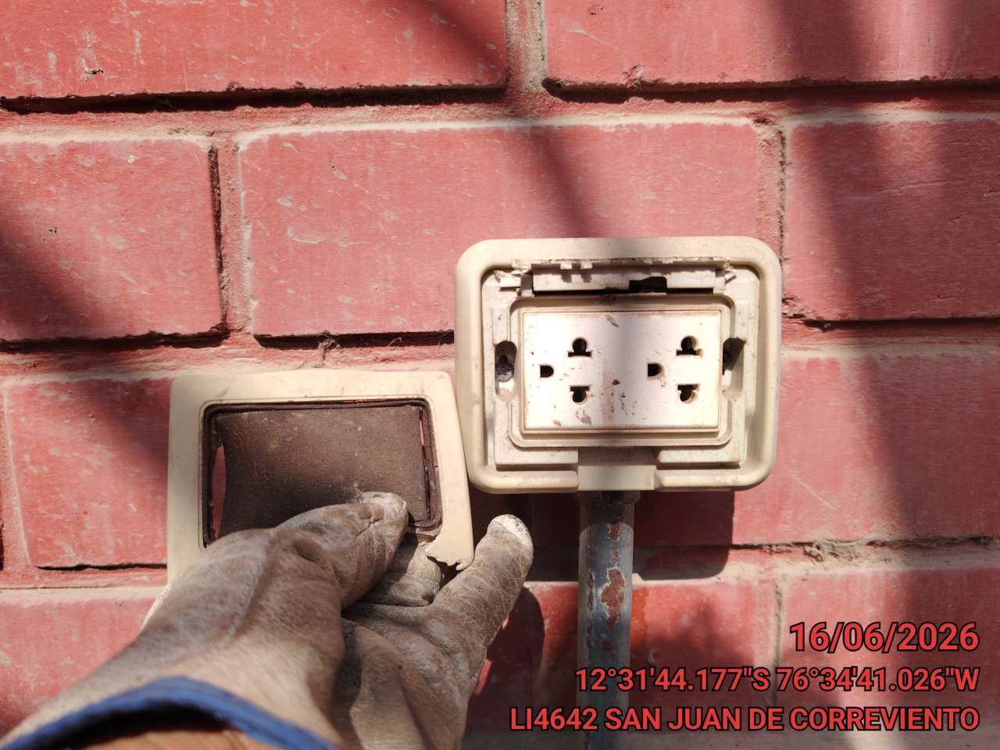 16/06/2026
12°31'44.177"S 76°34'41.026"W
LI4642 SAN JUAN DE CORREVIENTO